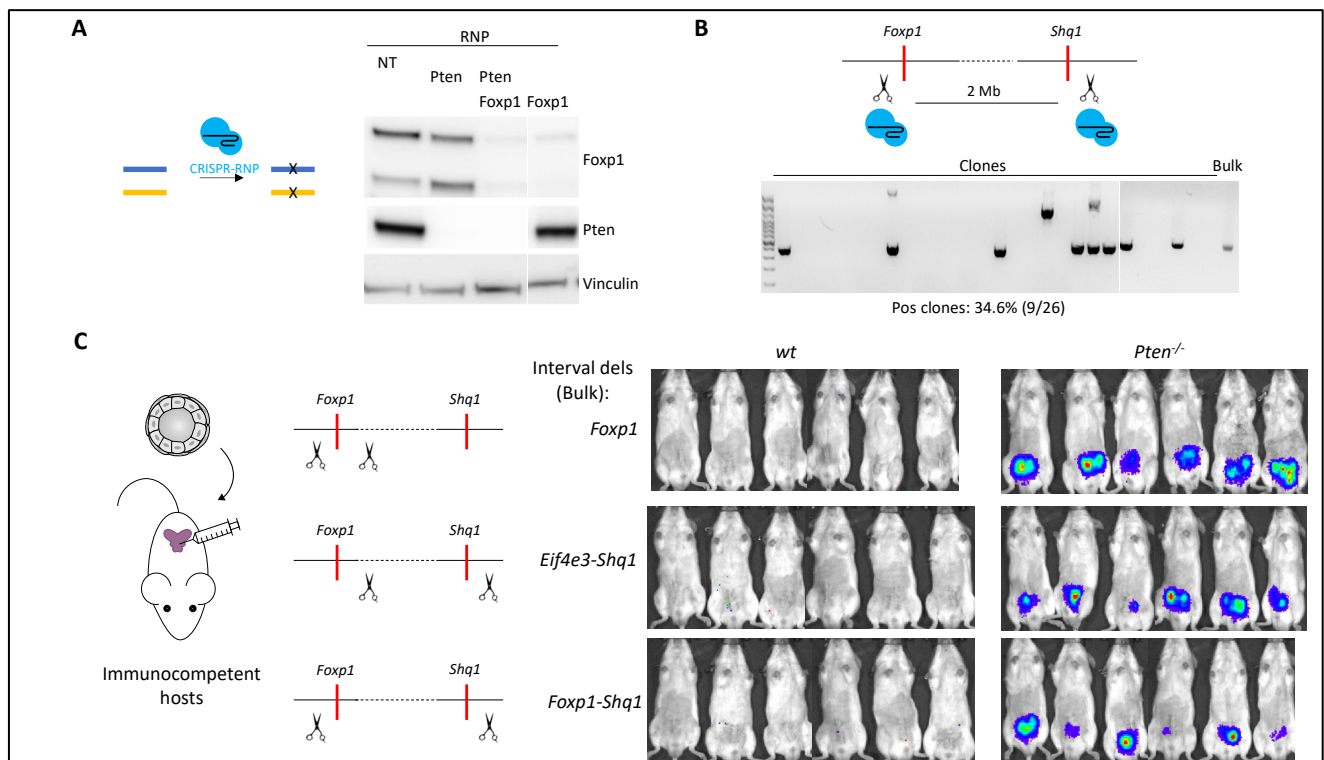 A
RNP
NT
Pten
Pten
Foxp1
Foxp1
CRISPR-RNP
X
X
Foxp1
Pten
Vinculin
B
Foxp1
Shq1
2 Mb
Clones
Bulk
Pos clones: 34.6% (9/26)
C
Immunocompetent
hosts
Foxp1
Shq1
Foxp1
Shq1
Foxp1
Shq1
Interval dels
(Bulk):
wt
Pten-/-
Foxp1
Eif4e3-Shq1
Foxp1-Shq1